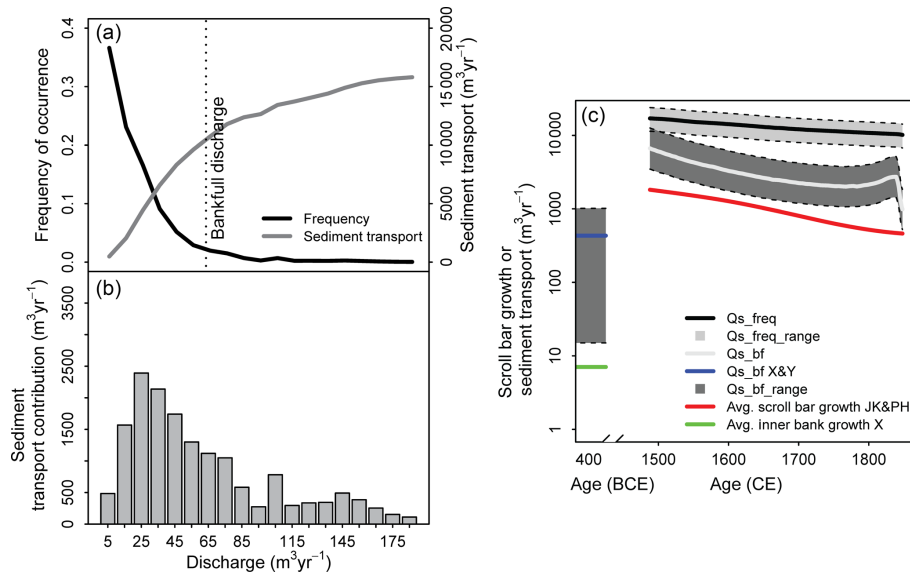 (a)
Frequency of occurrence
0.4
0.3
0.2
0.1
0.0
Bankfull discharge
Frequency
Sediment transport
20000
15000
10000
5000
0
Sediment transport (m³yr⁻¹)
(b)
Sediment
transport contribution (m³yr⁻¹)
3500
2500
1500
500
0
5 25 45 65 85 115 145 175
Discharge (m³yr⁻¹)
(c)
Scroll bar growth or
sediment transport (m³yr⁻¹)
10000
1000
100
10
1
Qs_freq
Qs_freq_range
Qs_bf
Qs_bf X&Y
Qs_bf_range
Avg. scroll bar growth JK&PH
Avg. inner bank growth X
400 1500 1600 1700 1800
Age (BCE) Age (CE)